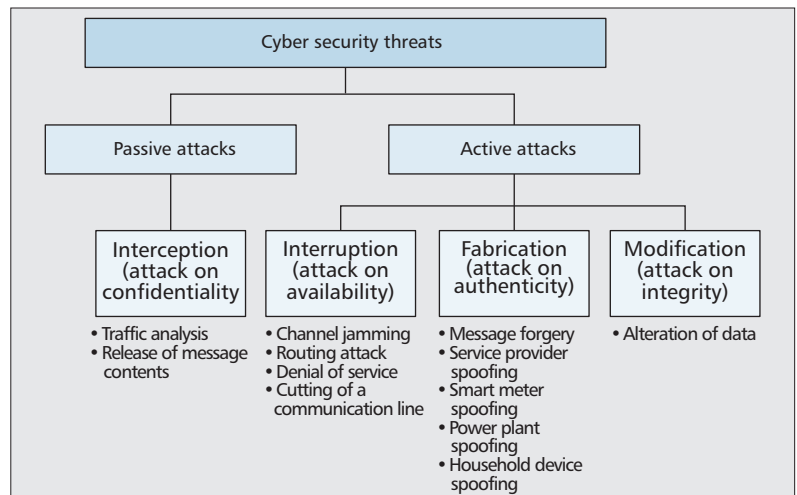 Cyber security threats
Passive attacks
Active attacks
Interception
(attack on
confidentiality
• Traffic analysis
• Release of message
contents
Interruption
(attack on
availability)
• Channel jamming
• Routing attack
• Denial of service
• Cutting of a
communication line
Fabrication
(attack on
authenticity)
• Message forgery
• Service provider
spoofing
• Smart meter
spoofing
• Power plant
spoofing
• Household device
spoofing
Modification
(attack on
integrity)
• Alteration of data